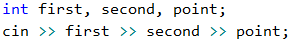 int first, second, point;
cin >> first >> second >> point;